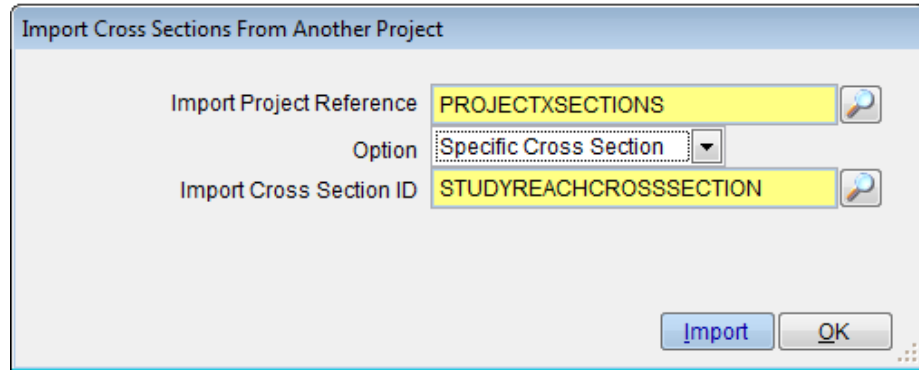 Import Cross Sections From Another Project
Import Project Reference PROJECTXSECTIONS
Option Specific Cross Section
Import Cross Section ID STUDYREACHCROSSSECTION
Import OK